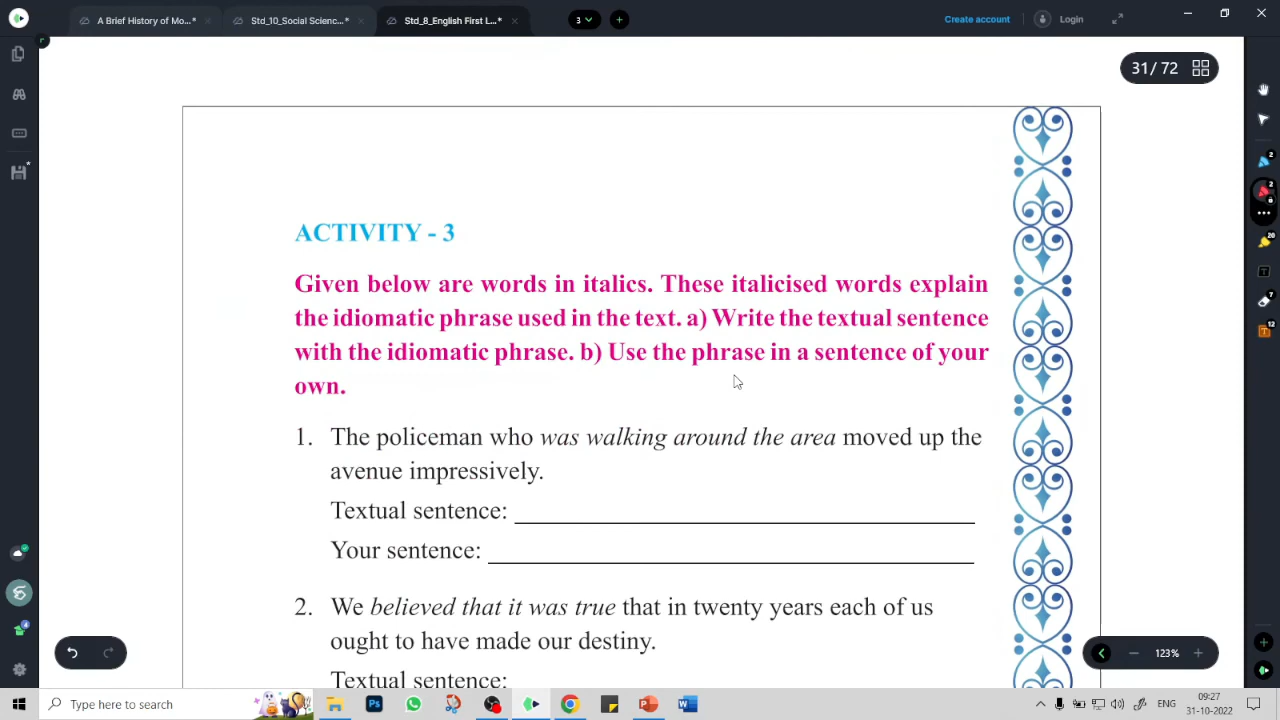 A Brief History of Mo...*
Std_10_Social Scienc...*
Std_8_English First L...*
3
Create account
Login
31/ 72
ACTIVITY - 3
Given below are words in italics. These italicised words explain
the idiomatic phrase used in the text. a) Write the textual sentence
with the idiomatic phrase. b) Use the phrase in a sentence of your
own.
1. The policeman who was walking around the area moved up the
avenue impressively.
Textual sentence:
Your sentence:
2. We believed that it was true that in twenty years each of us
ought to have made our destiny.
Textual sentence:
123%
Type here to search
ENG
09:27
31-10-2022